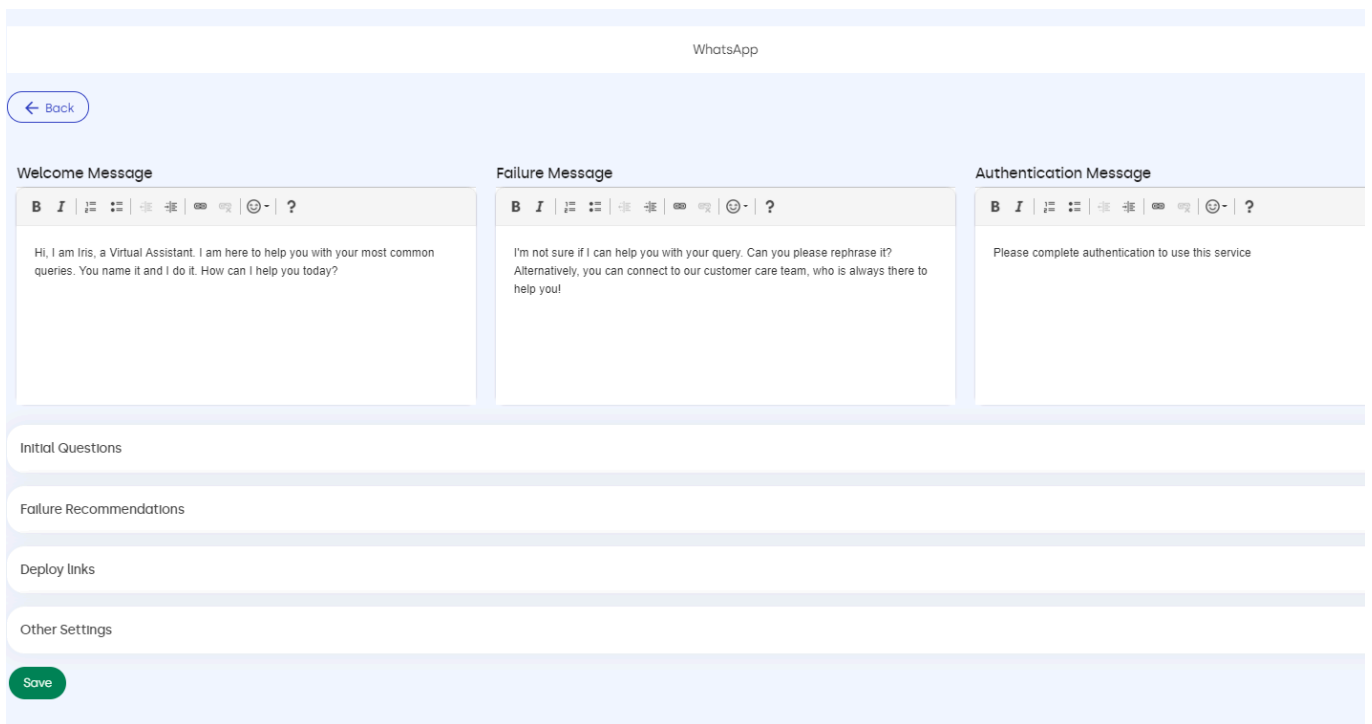 WhatsApp
← Back
Welcome Message
B I ?
Hi, I am Iris, a Virtual Assistant. I am here to help you with your most common
queries. You name it and I do it. How can I help you today?
Failure Message
B I ?
I'm not sure if I can help you with your query. Can you please rephrase it?
Alternatively, you can connect to our customer care team, who is always there to
help you!
Authentication Message
B I ?
Please complete authentication to use this service
Initial Questions
Failure Recommendations
Deploy links
Other Settings
Save